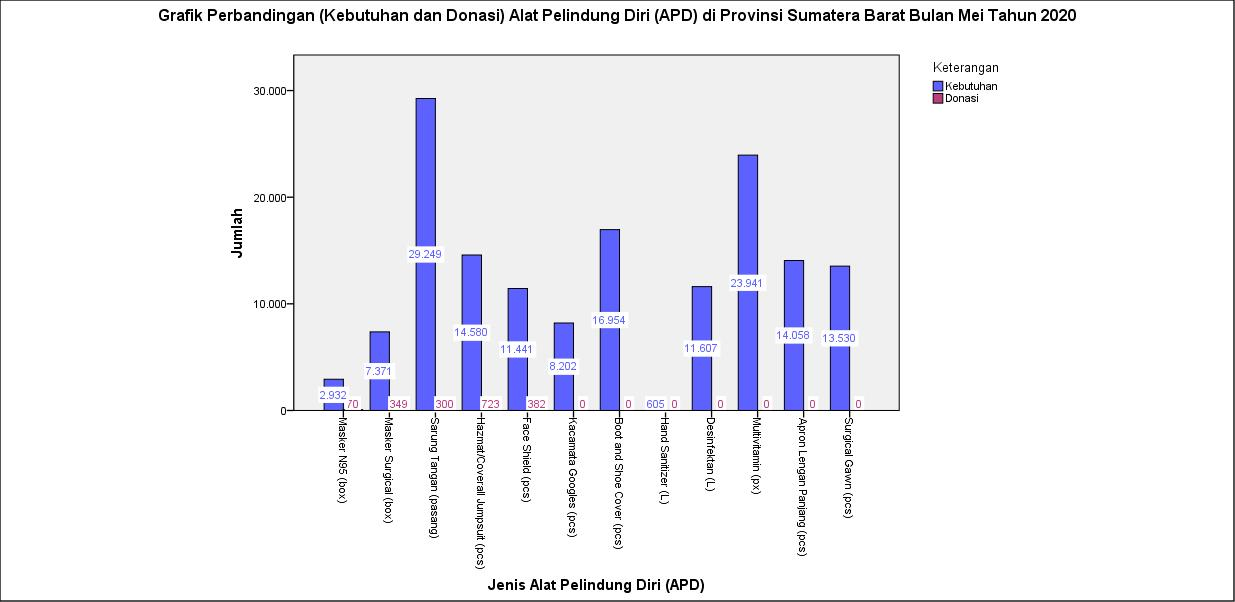 Grafik Perbandingan (Kebutuhan dan Donasi) Alat Pelindung Diri (APD) di Provinsi Sumatera Barat Bulan Mei Tahun 2020
Keterangan
Kebutuhan
Donasi
Jumlah
30.000
20.000
10.000
0
2.932
70
7.371
349
29.249
300
14.580
723
11.441
382
8.202
0
16.954
0
605
0
11.607
0
23.941
0
14.058
0
13.530
0
Masker N95 (box)
Masker Surgical (box)
Sarung Tangan (pasang)
Hazmat/Coverall Jumpsuit (pcs)
Face Shield (pcs)
Kacamata Googles (pcs)
Boot and Shoe Cover (pcs)
Hand Sanitizer (L)
Desinfektan (L)
Multivitamin (px)
Apron Lengan Panjang (pcs)
Surgical Gawn (pcs)
Jenis Alat Pelindung Diri (APD)